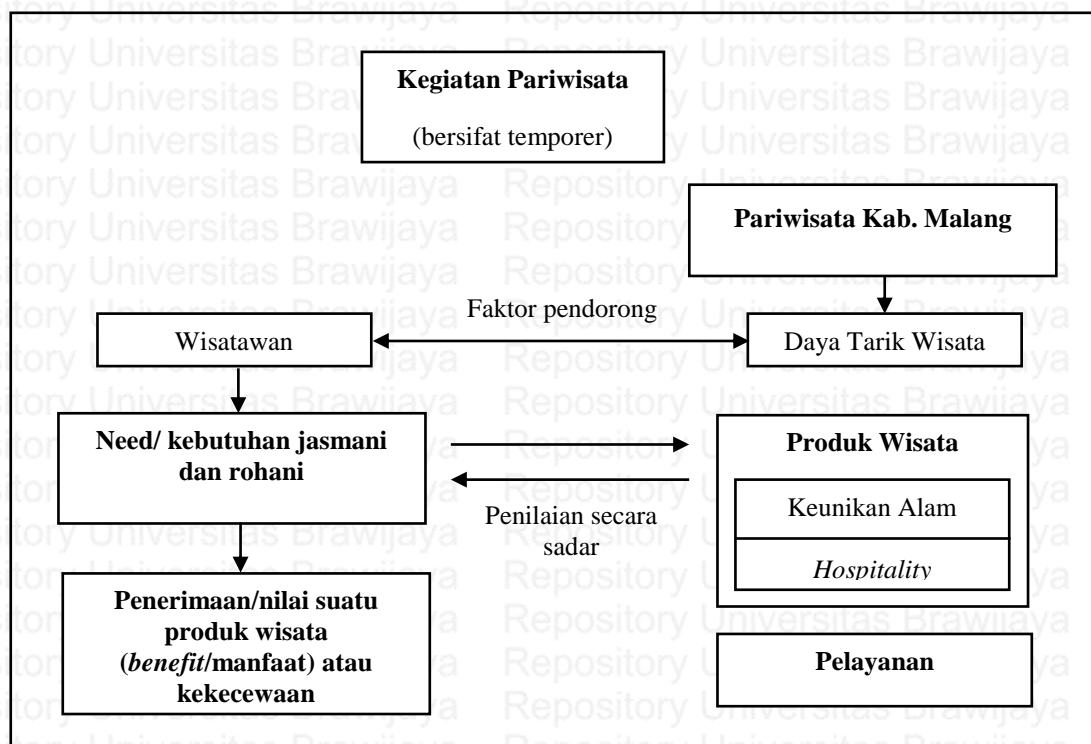 Kegiatan Pariwisata
(bersifat temporer)
Pariwisata Kab. Malang
Faktor pendorong
Wisatawan
Daya Tarik Wisata
Need/ kebutuhan jasmani
dan rohani
Produk Wisata
Keunikan Alam
Hospitality
Penilaian secara
sadar
Penerimaan/nilai suatu
produk wisata
(benefit/manfaat) atau
kekecewaan
Pelayanan
Repository Universitas Brawijaya